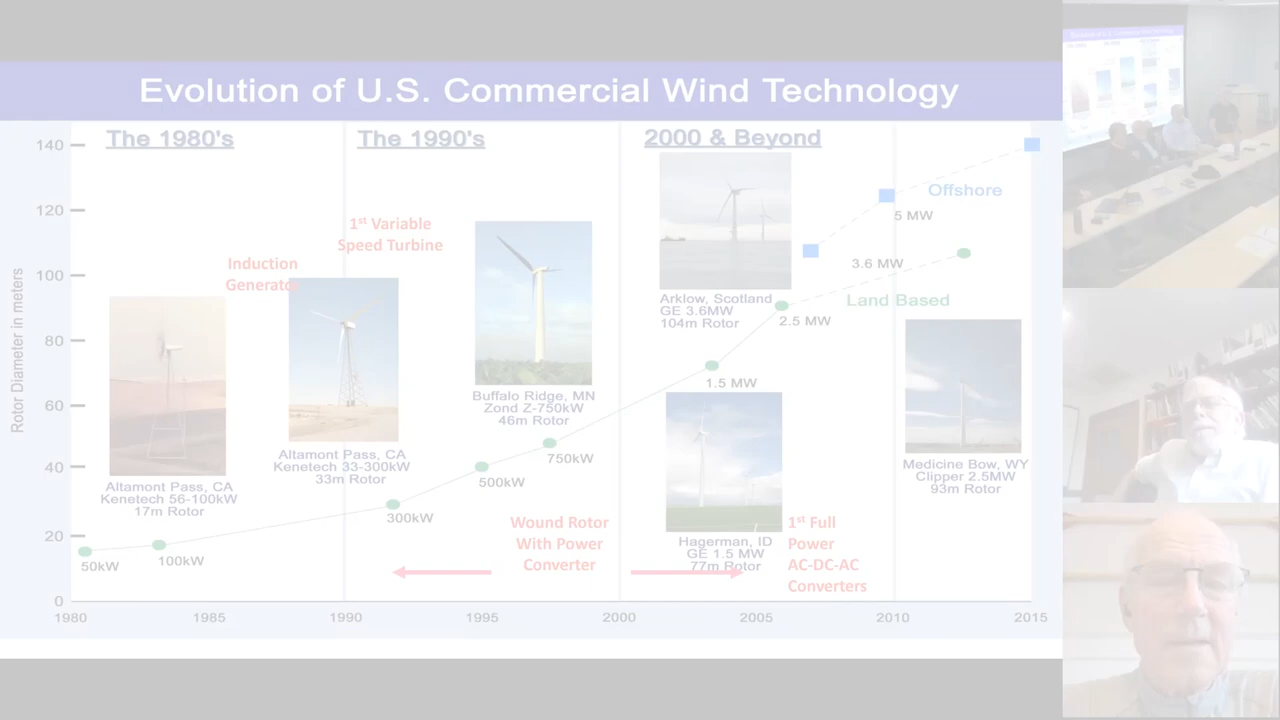 Evolution of U.S. Commercial Wind Technology
The 1980's
The 1990's
2000 & Beyond
Rotor Diameter in meters
140
120
100
80
60
40
20
0
1980
1985
1990
1995
2000
2005
2010
2015
Induction
Generator
1st Variable
Speed Turbine
Altamont Pass, CA
Kenetech 56-100kW
17m Rotor
Altamont Pass, CA
Kenetech 33-300kW
33m Rotor
Buffalo Ridge, MN
Zond Z-750kW
46m Rotor
Arklow, Scotland
GE 3.6MW
104m Rotor
Hagerman, ID
GE 1.5 MW
77m Rotor
Medicine Bow, WY
Clipper 2.5MW
93m Rotor
Offshore
5 MW
3.6 MW
Land Based
2.5 MW
1.5 MW
750kW
500kW
300kW
100kW
50kW
Wound Rotor
With Power
Converter
1st Full
Power
AC-DC-AC
Converters